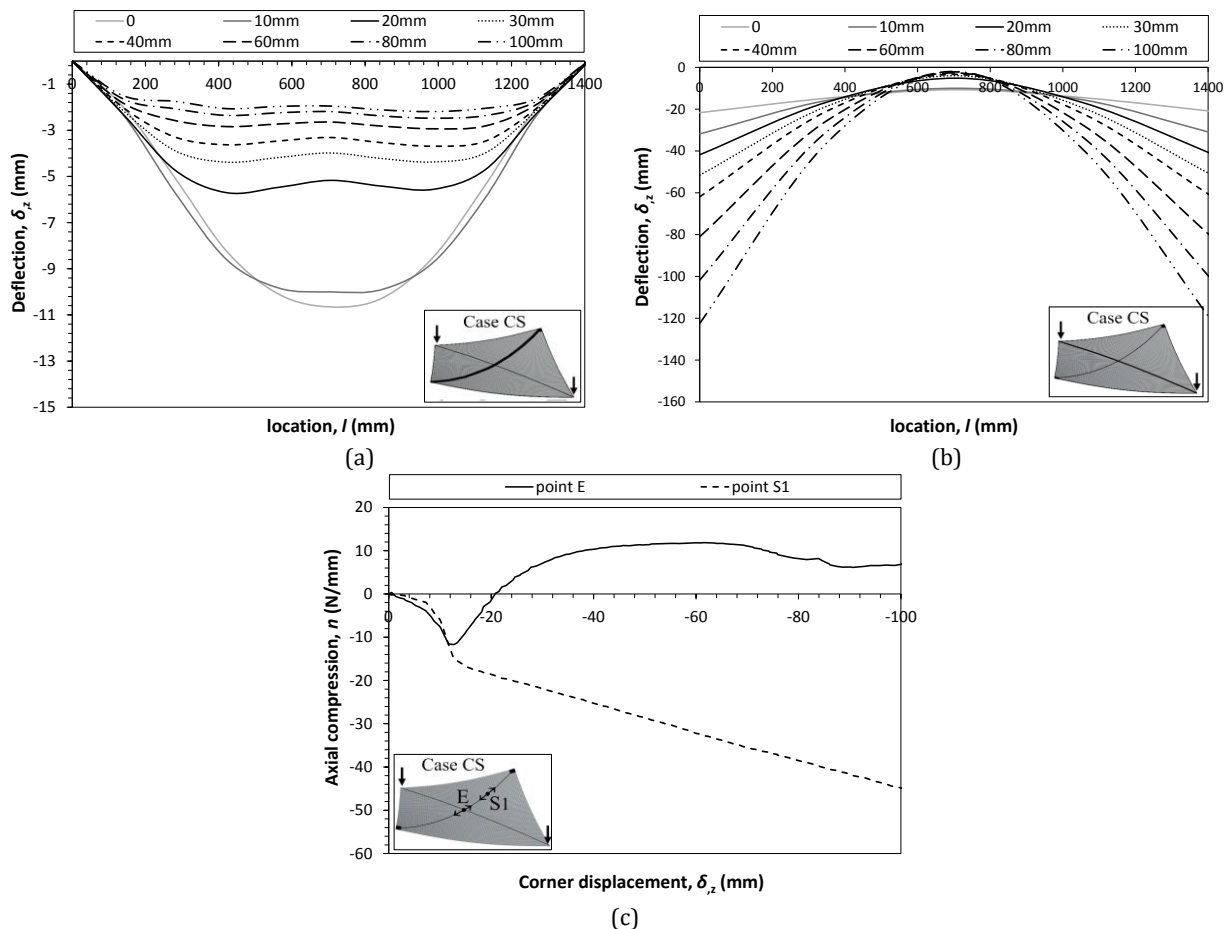 0 10mm 20mm 30mm
40mm 60mm 80mm 100mm
0 200 400 600 800 1000 1200 1400
-1
-3
-5
-7
-9
-11
-13
-15
Deflection, δ,z (mm)
Case CS
location, l (mm)
(a)
0 10mm 20mm 30mm
40mm 60mm 80mm 100mm
0 200 400 600 800 1000 1200 1400
0
-20
-40
-60
-80
-100
-120
-140
-160
Deflection, δ,z (mm)
Case CS
location, l (mm)
(b)
point E point S1
20
10
0
-10
-20
-30
-40
-50
-60
0 -20 -40 -60 -80 -100
Axial compression, n (N/mm)
Case CS
E
S1
Corner displacement, δ,z (mm)
(c)